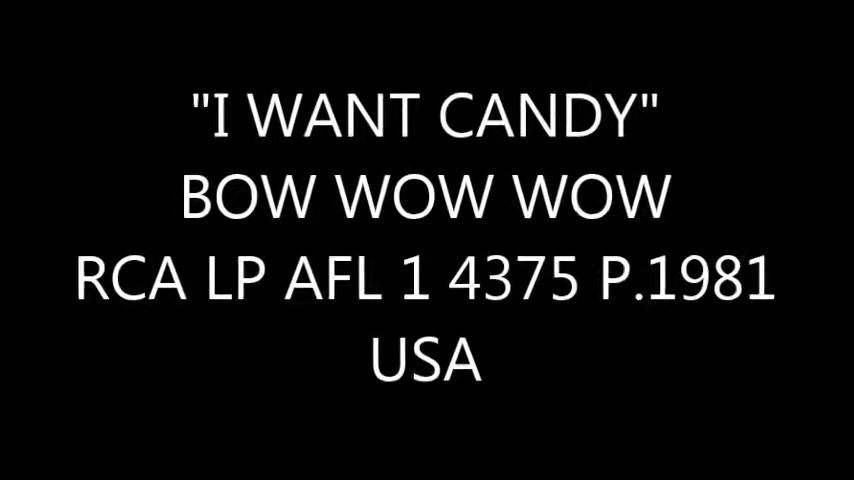 "I WANT CANDY"
BOW WOW WOW
RCA LP AFL 1 4375 P.1981
USA